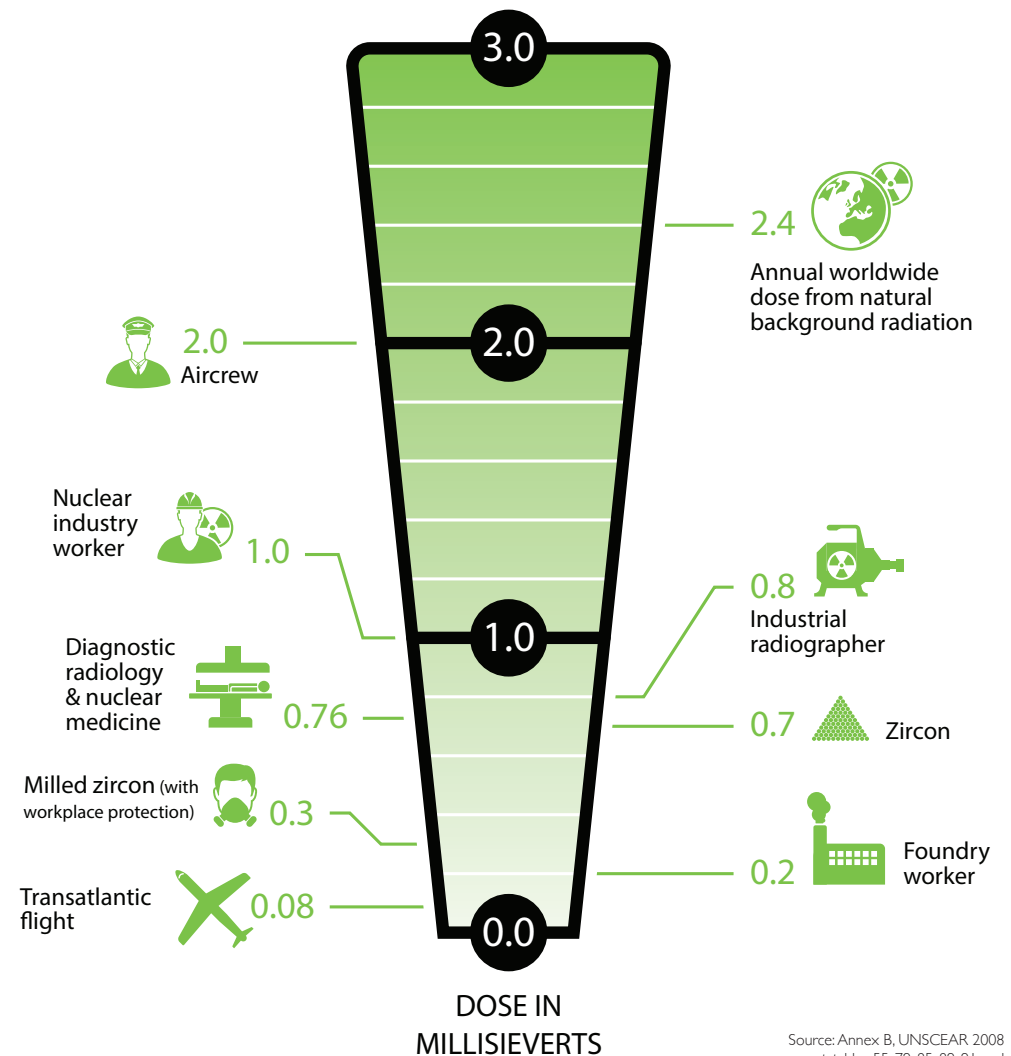 3.0
2.4
Annual worldwide
dose from natural
background radiation
2.0
2.0
Aircrew
Nuclear
industry
worker
1.0
0.8
Industrial
radiographer
1.0
Diagnostic
radiology
& nuclear
medicine
0.76
0.7
Zircon
Milled zircon (with
workplace protection)
0.3
0.2
Foundry
worker
Transatlantic
flight
0.08
0.0
DOSE IN
MILLISIEVERTS
Source: Annex B, UNSCEAR 2008